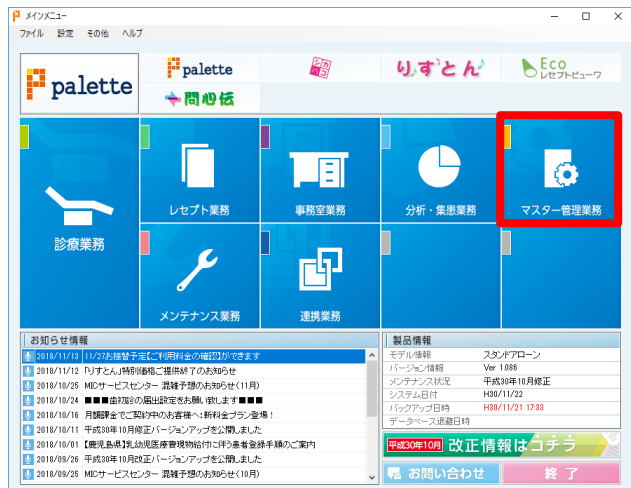 メインメニュー
ファイル 設定 その他 ヘルプ
palette
palette
シカロコ
りすとん♪
Eco
レセプトビューワ
問心伝
診療業務
レセプト業務
事務室業務
分析・集患業務
マスター管理業務
メンテナンス業務
連携業務
お知らせ情報
2018/11/13 11/27お振替予定【ご利用料金の確認】ができます
2018/11/12 「りすとん」特別価格ご提供終了のお知らせ
2018/10/25 MICサービスセンター 混雑予想のお知らせ(11月)
2018/10/24 ■■■歯初診の届出設定をお願い致します■■■
2018/10/16 月額課金でご契約中のお客様へ:新料金プラン登場!
2018/10/11 平成30年10月修正バージョンアップを公開しました
2018/10/01 【鹿児島県】乳幼児医療費現物給付に伴う患者登録手順のご案内
2018/09/26 平成30年10月改正バージョンアップを公開しました
2018/09/25 MICサービスセンター 混雑予想のお知らせ(10月)
製品情報
モデル情報 スタンドアローン
バージョン情報 Ver 1.086
メンテナンス状況 平成30年10月修正
システム日付 H30/11/22
バックアップ日時 H30/11/21 17:33
データベース退避日時
平成30年10月 改正情報はコチラ
お問い合わせ
終了